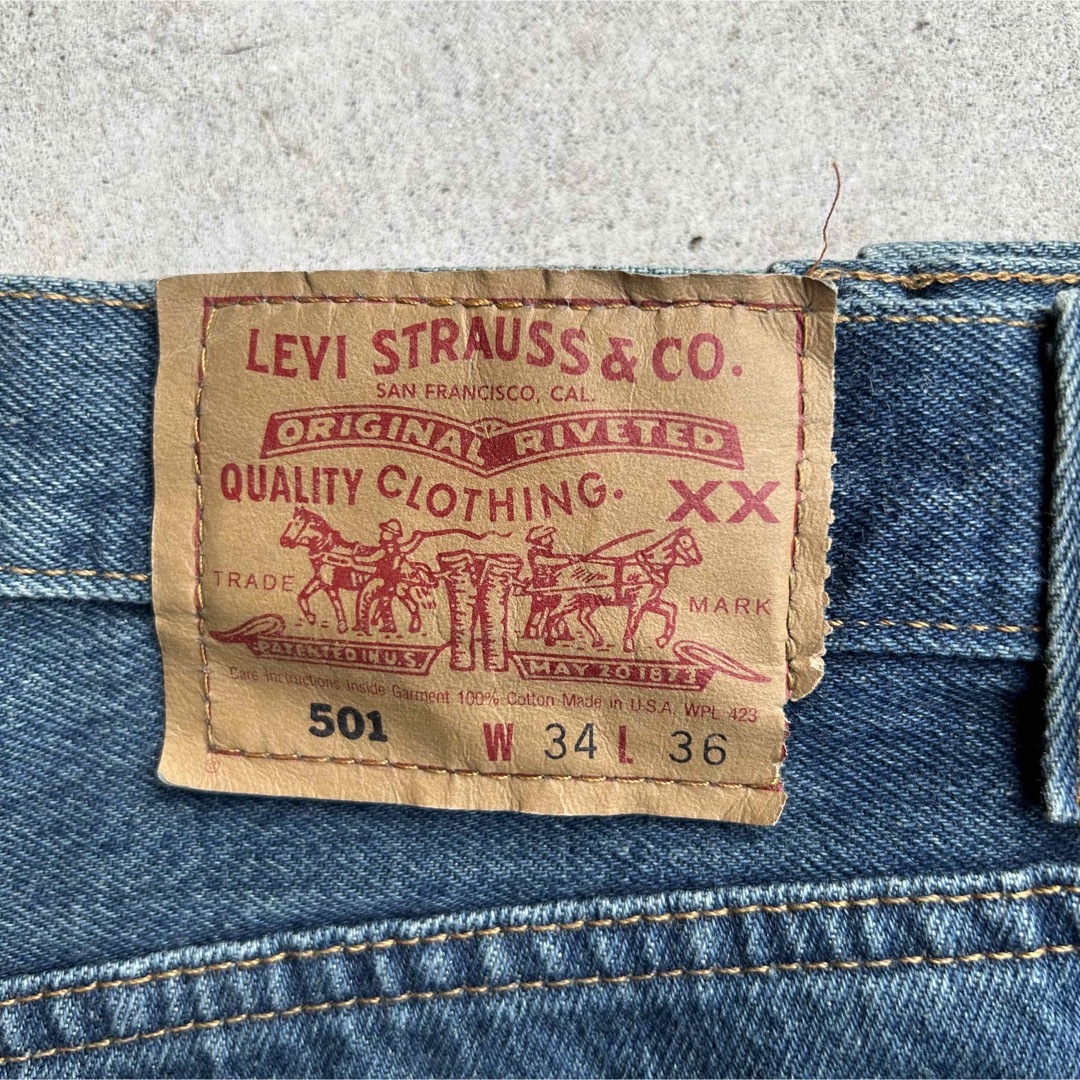 LEVI STRAUSS & CO.
SAN FRANCISCO, CAL.
ORIGINAL RIVETED
QUALITY CLOTHING. XX
TRADE MARK
PATENTED IN U.S. MAY 20 1873
Care Instructions Inside Garment 100% Cotton Made in U.S.A. WPL 423
501 W 34 L 36
®